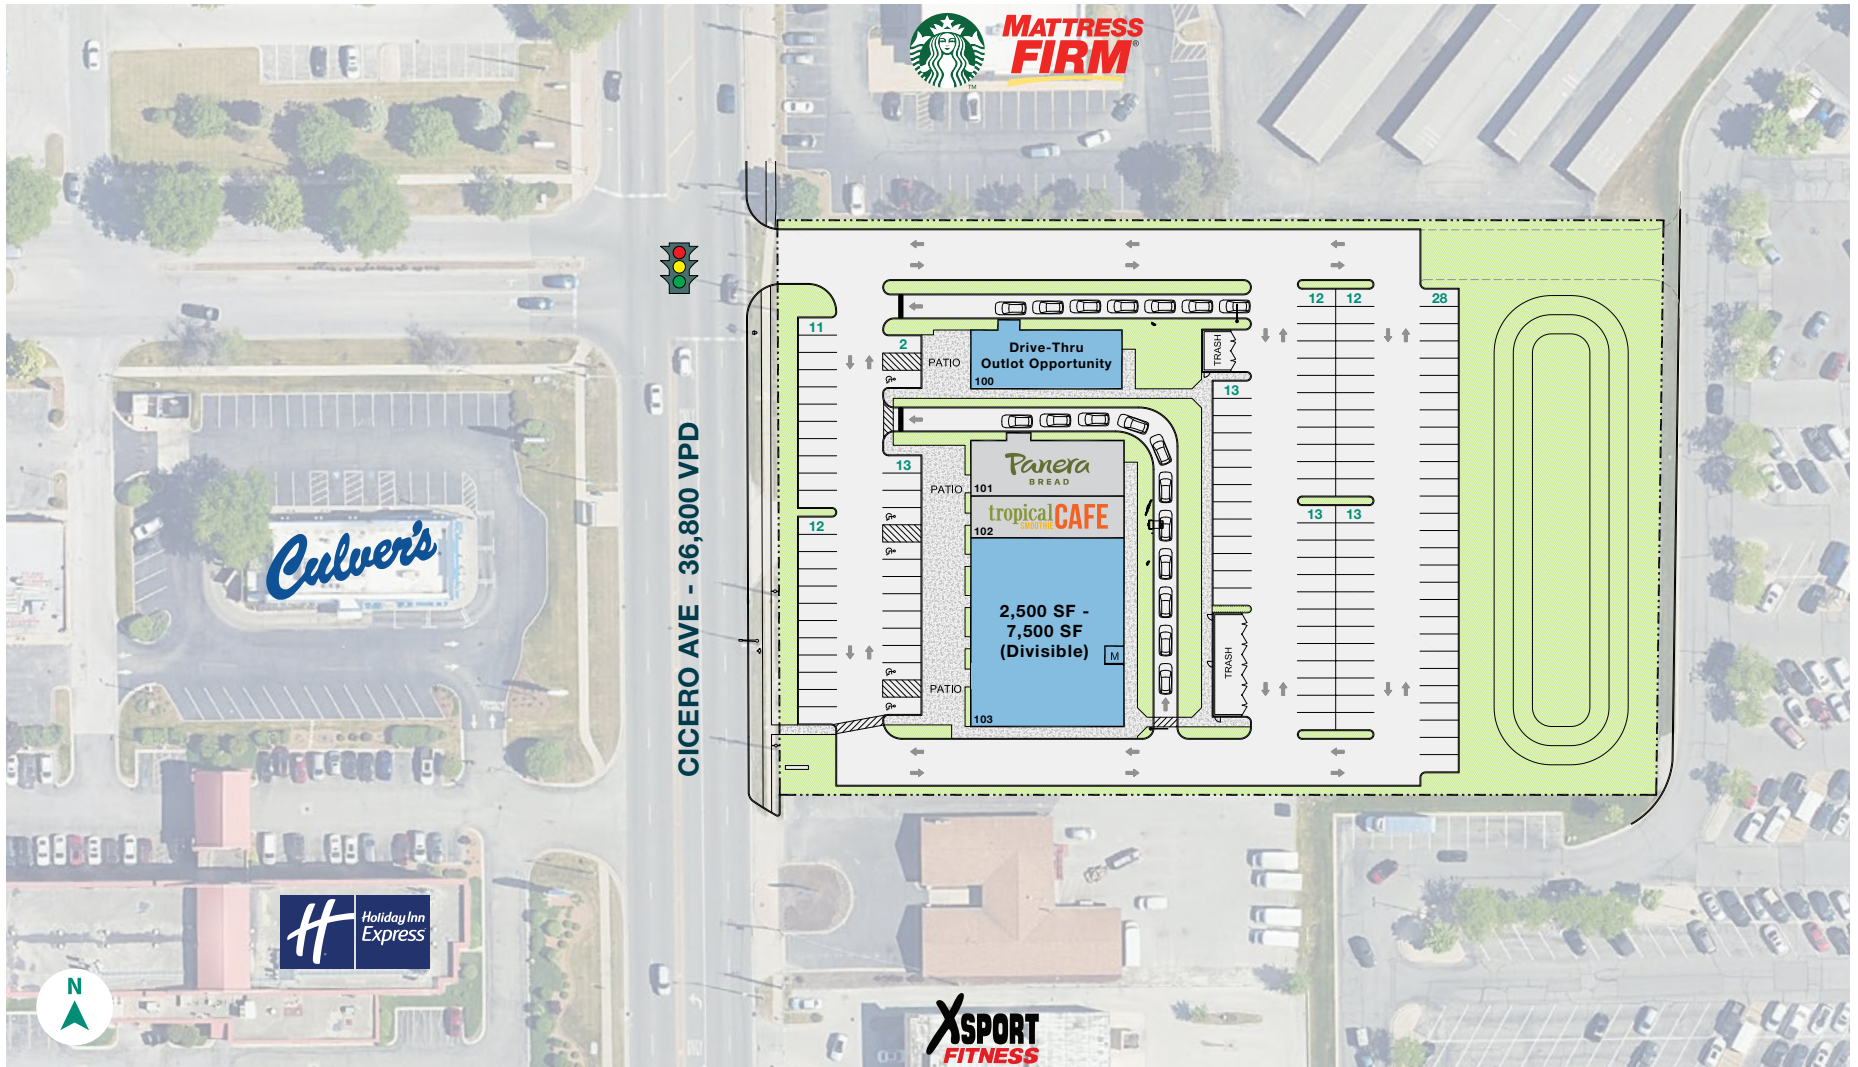 MATTRESS
FIRM®
TM
12
12
28
11
2
PATIO
Drive-Thru
Outlot Opportunity
100
TRASH
13
CICERO AVE - 36,800 VPD
13
PATIO
Panera
BREAD
101
tropical
SMOOTHIE
CAFE
102
12
13
13
Culver's
2,500 SF -
7,500 SF
(Divisible)
M
TRASH
PATIO
103
H
Holiday Inn
Express
N
XSPORT
FITNESS